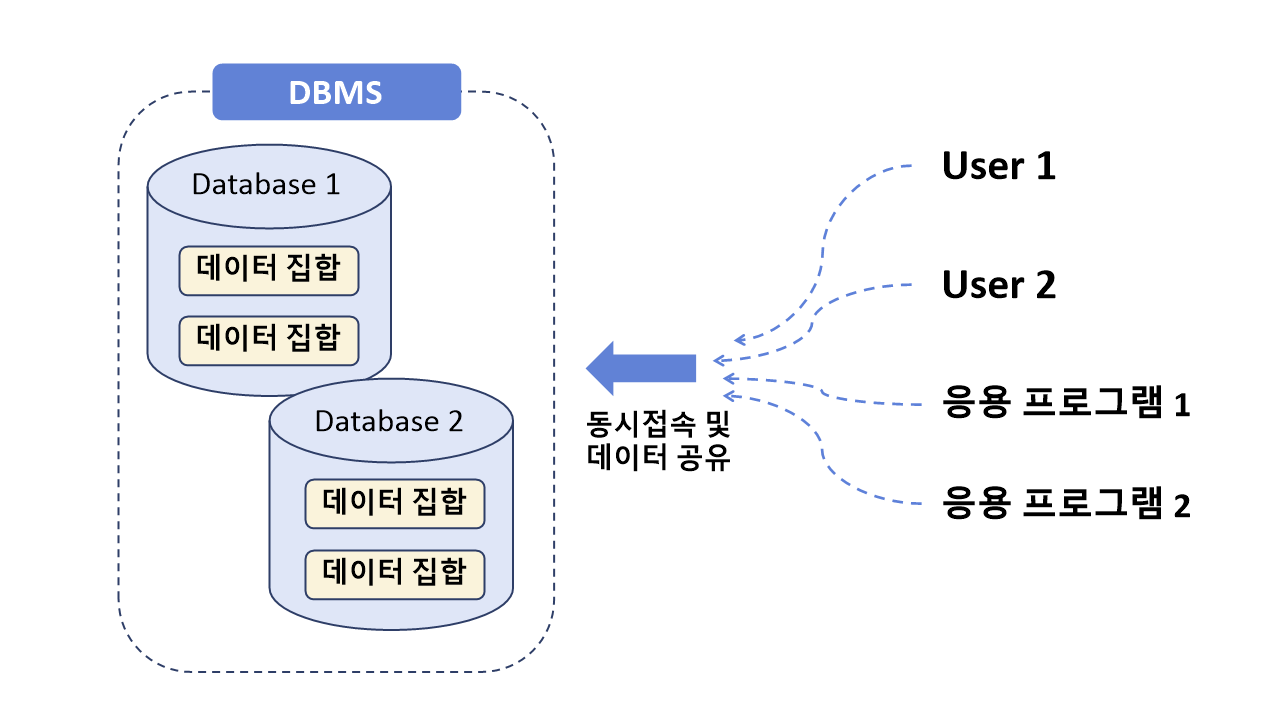 DBMS
Database 1
데이터 집합
데이터 집합
Database 2
데이터 집합
데이터 집합
동시접속 및
데이터 공유
User 1
User 2
응용 프로그램 1
응용 프로그램 2